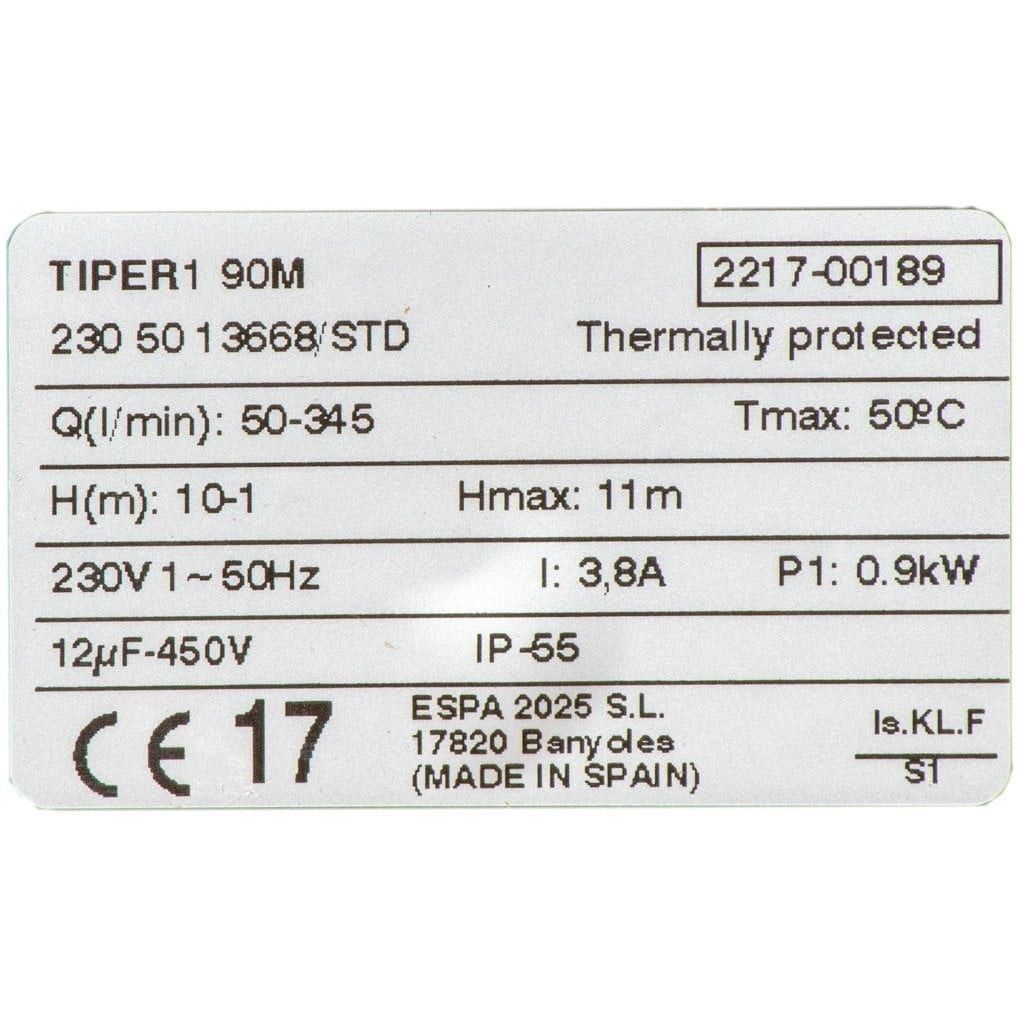 TIPER1 90M 2217-00189
230 50 13668/STD Thermally protected
Q(l/min): 50-345 Tmax: 50ºC
H(m): 10-1 Hmax: 11m
230V 1~50Hz I: 3,8A P1: 0.9kW
12µF-450V IP-55
CE 17
ESPA 2025 S.L.
17820 Banyoles
(MADE IN SPAIN)
Is.KL.F
S1